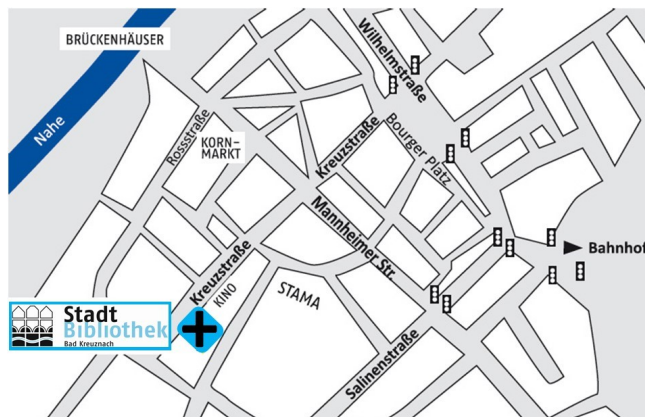 BRÜCKENHÄUSER
Wilhelmstraße
Nahe
Rossstraße
KORN-
MARKT
Kreuzstraße
Bourger Platz
Mannheimer Str.
Bahnhof
Kreuzstraße
KINO
STAMA
Stadt
Bibliothek
Bad Kreuznach
Salinenstraße